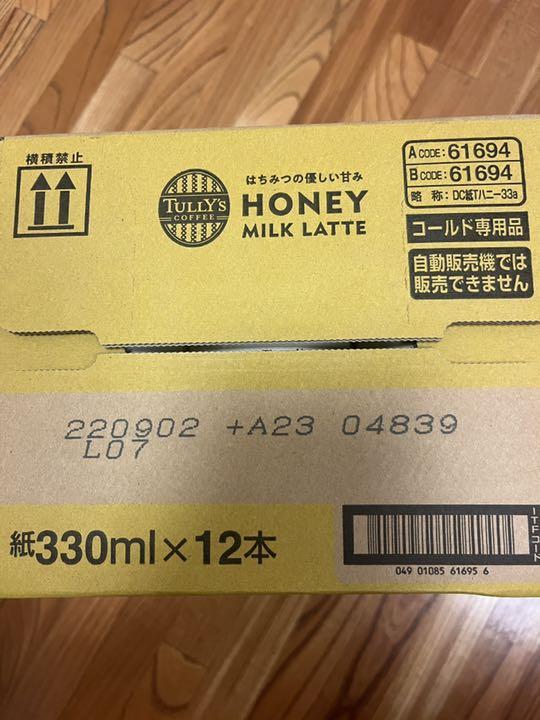 横積禁止
TULLY'S
COFFEE
はちみつの優しい甘み
HONEY
MILK LATTE
A CODE:61694
B CODE:61694
略 称:DC紙Tハニー33a
コールド専用品
自動販売機では
販売できません
220902 +A23 04839
L07
紙330ml×12本
ITFコード
049 01085 61695 6